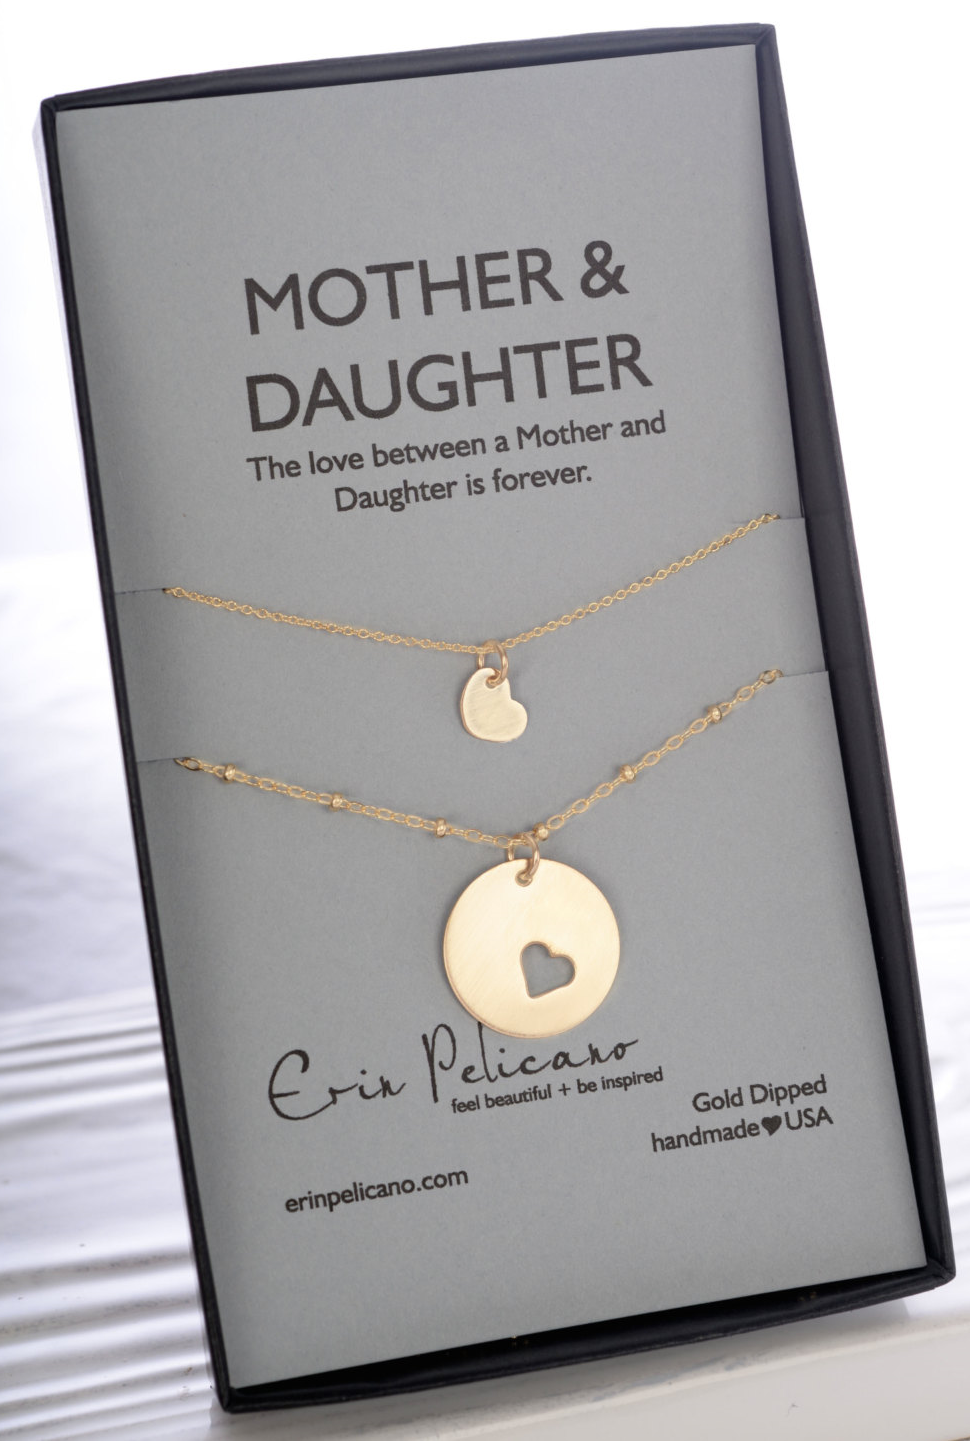 MOTHER &
DAUGHTER
The love between a Mother and
Daughter is forever.
Erin Pelicano
feel beautiful + be inspired
Gold Dipped
handmade♥USA
erinpelicano.com